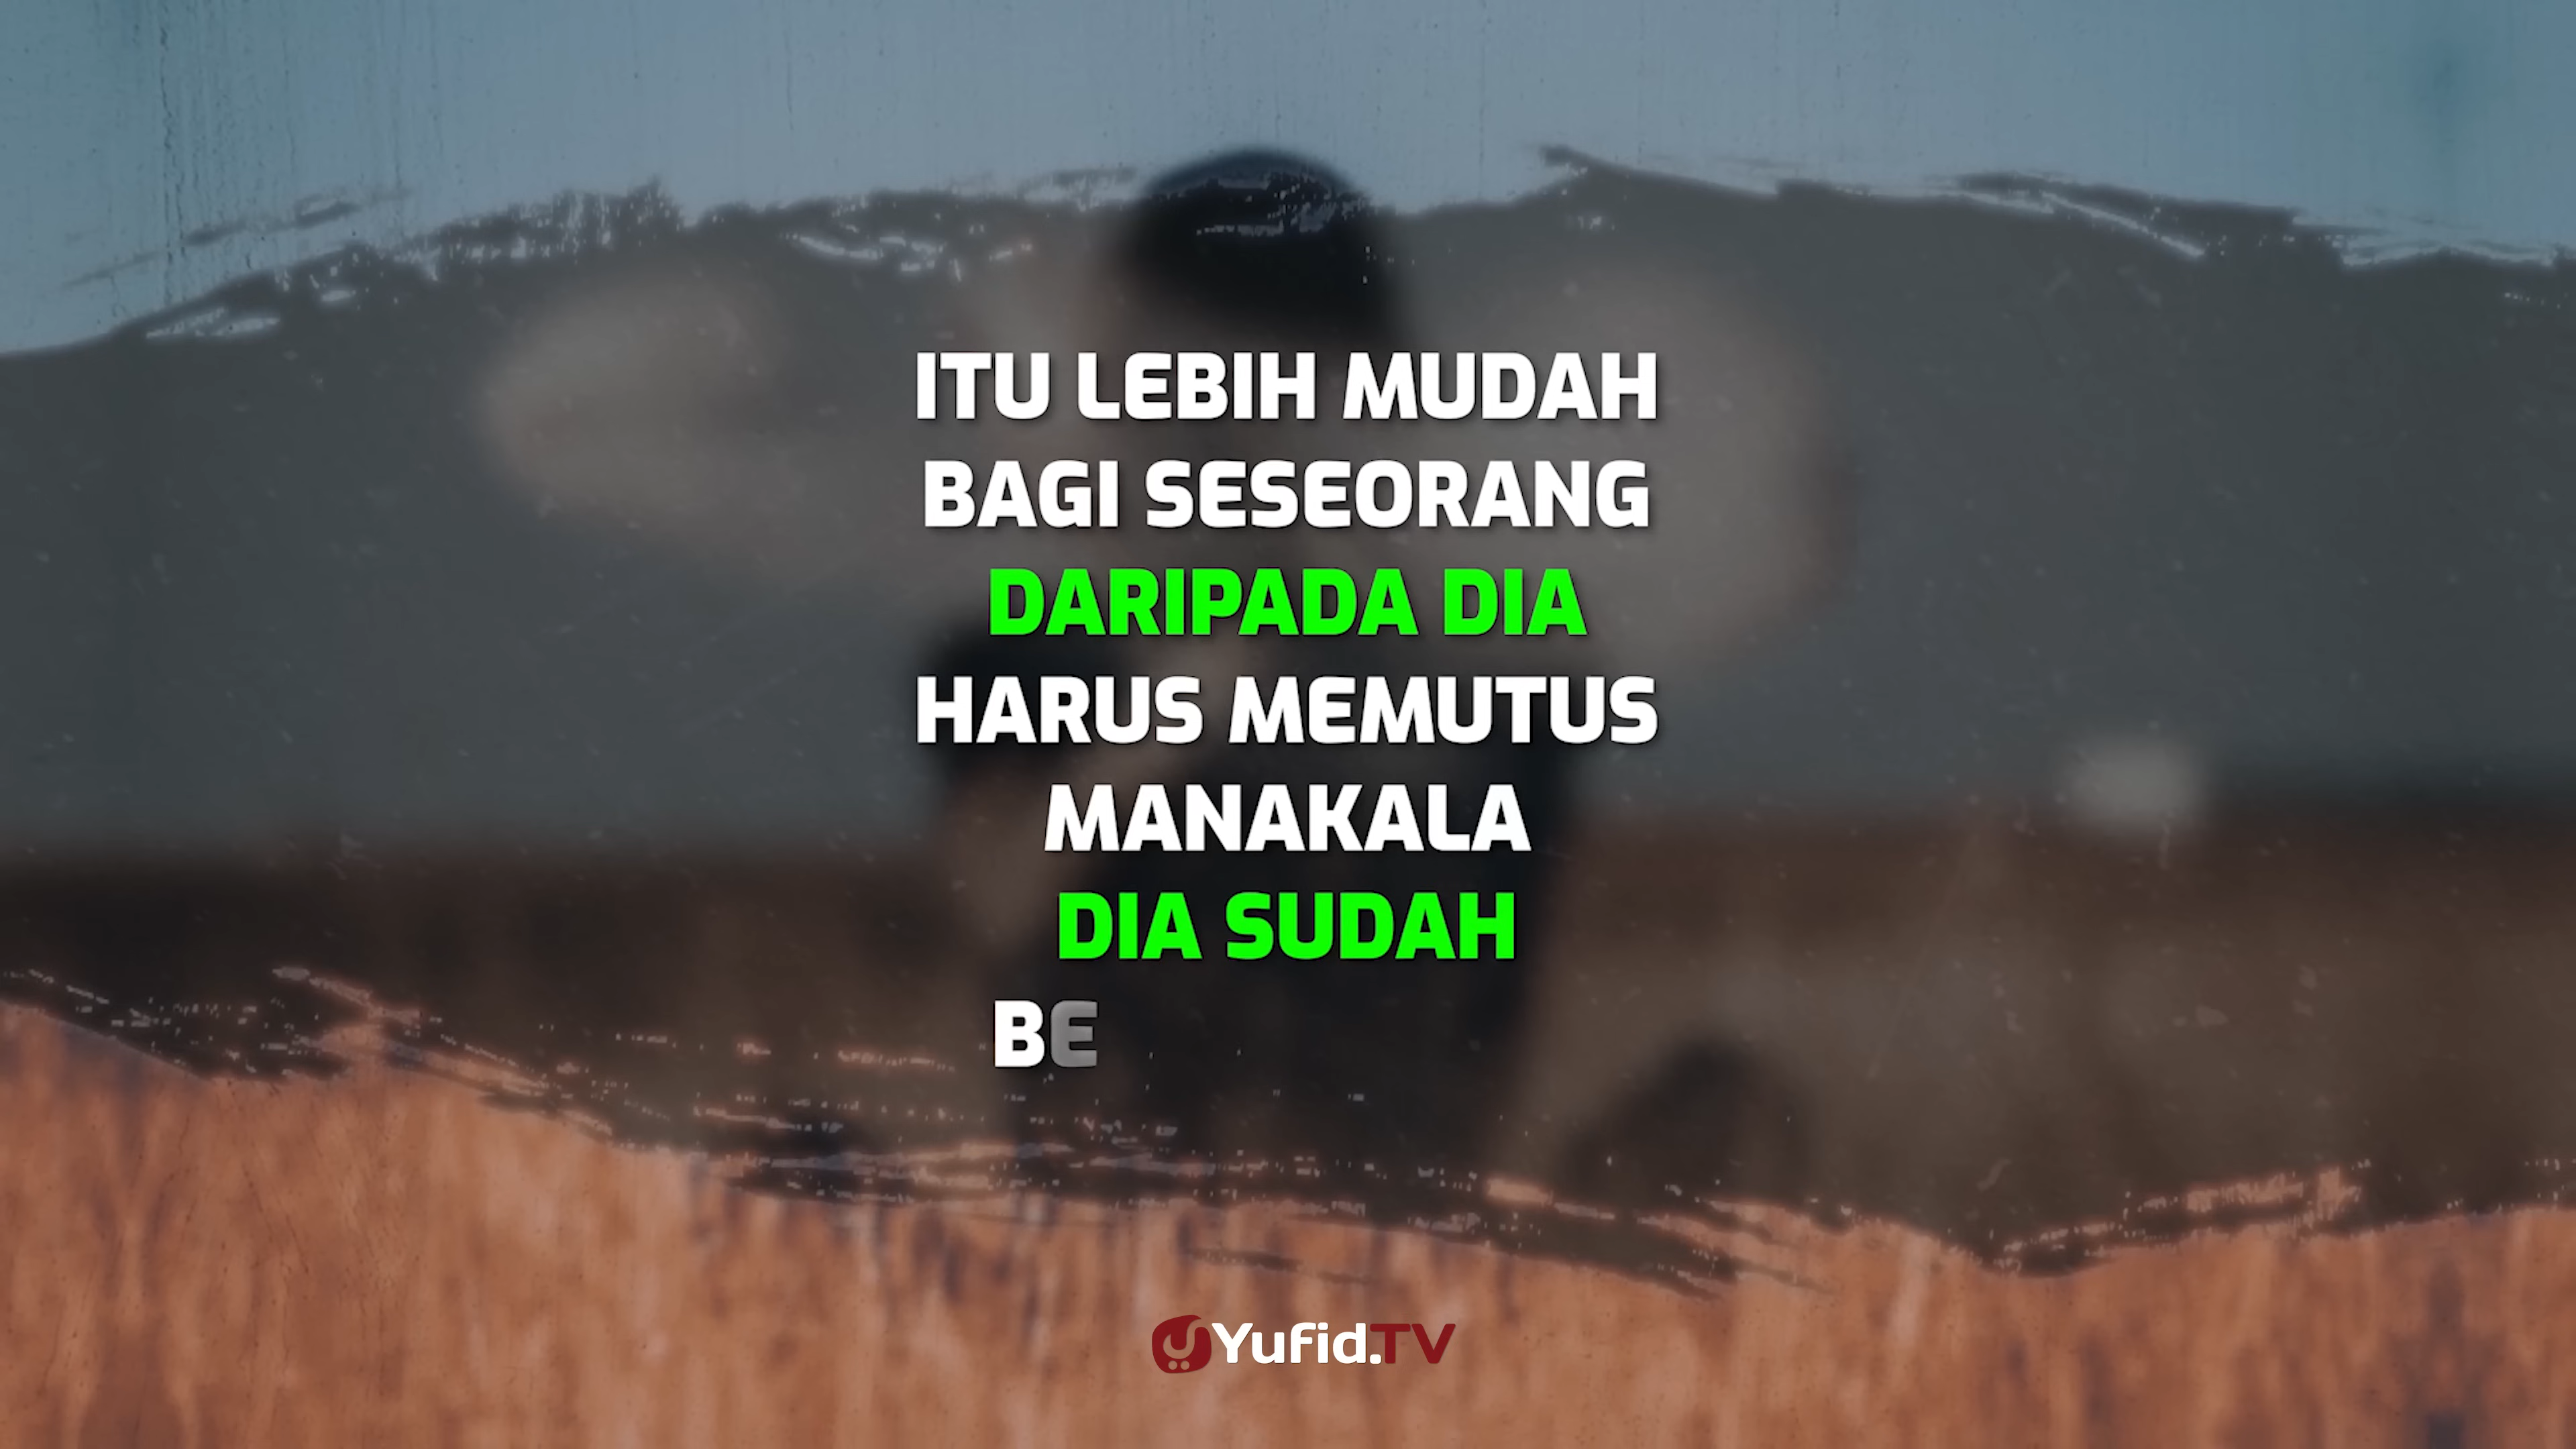 ITU LEBIH MUDAH
BAGI SESEORANG
DARIPADA DIA
HARUS MEMUTUS
MANAKALA
DIA SUDAH
BE
Yufid.TV